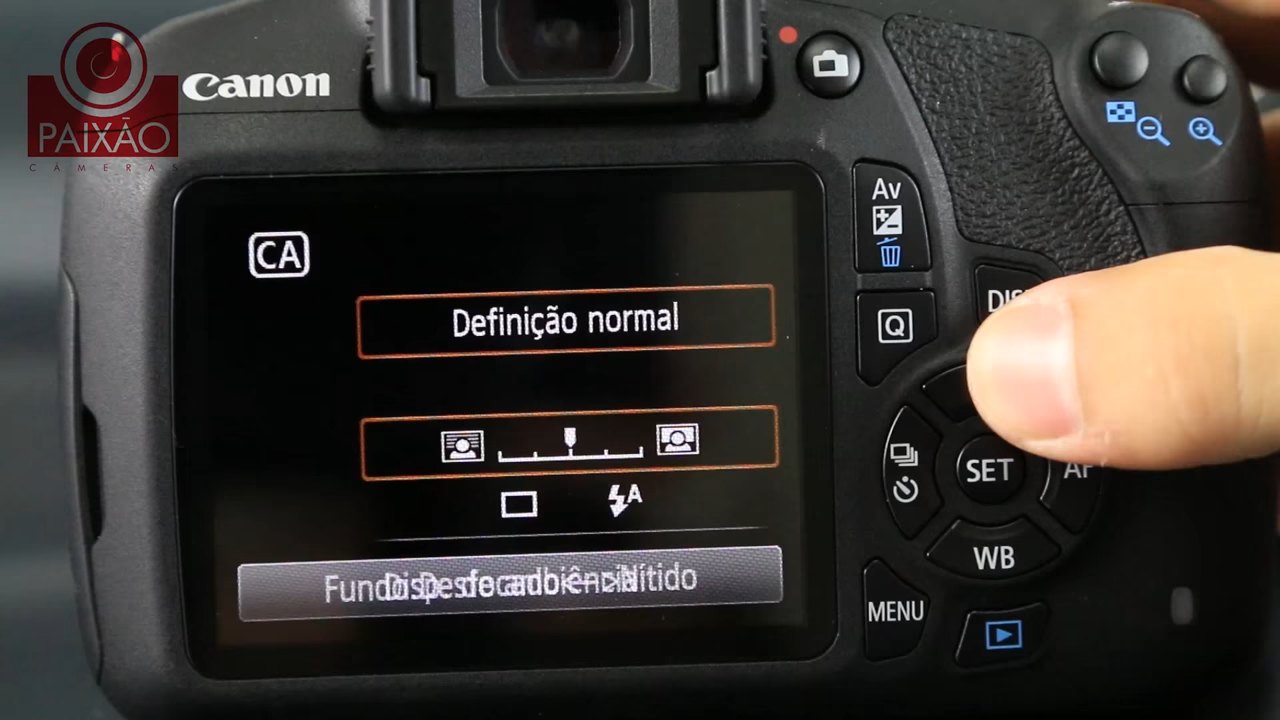 PAIXÃO
CÂMERAS
Canon
CA
Definição normal
A
Av
Q
SET
WB
MENU